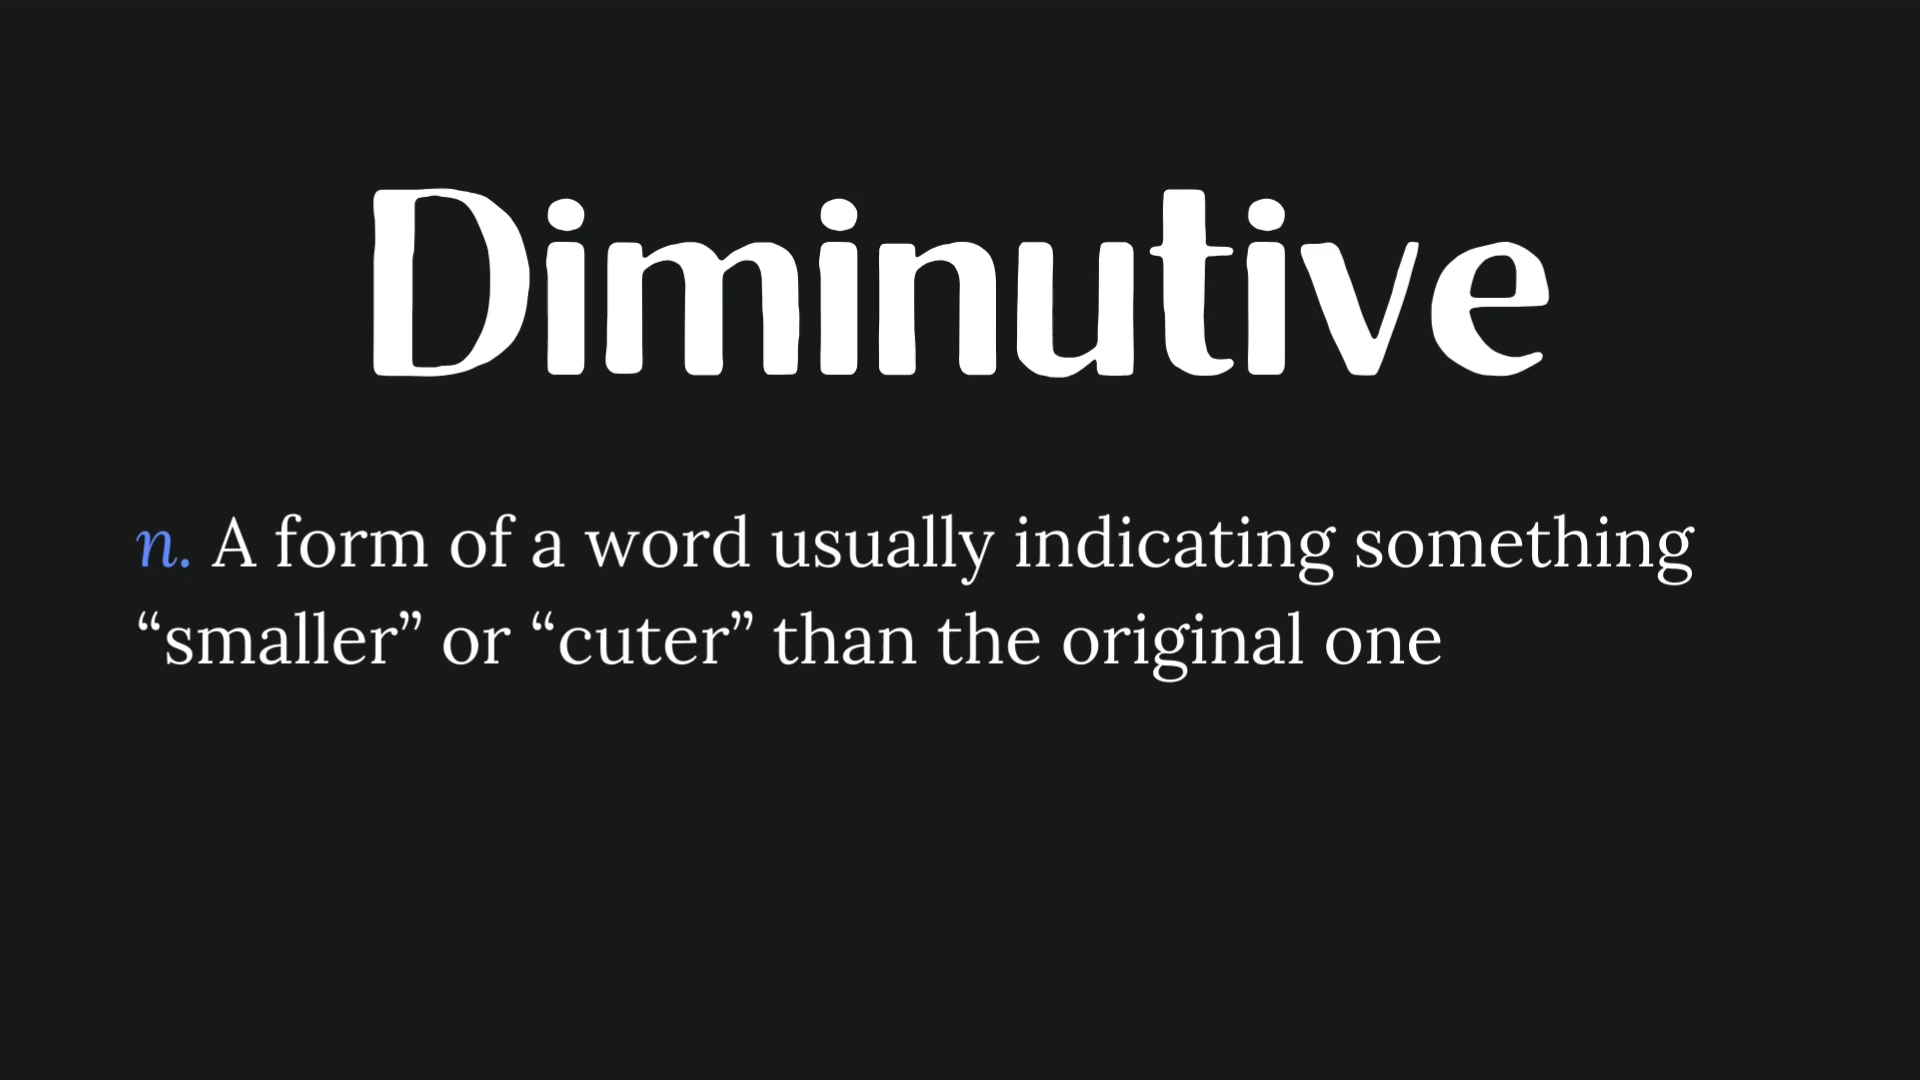 Diminutive
n. A form of a word usually indicating something
“smaller” or “cuter” than the original one